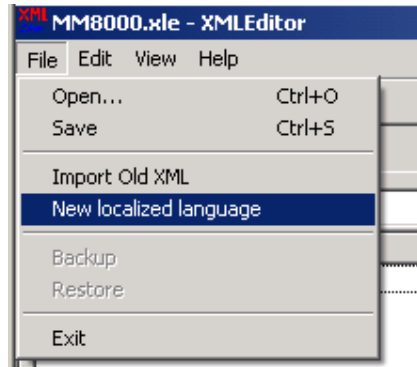 XML MM8000.xle - XMLEditor
File Edit View Help
Open... Ctrl+O
Save Ctrl+S
Import Old XML
New localized language
Backup
Restore
Exit